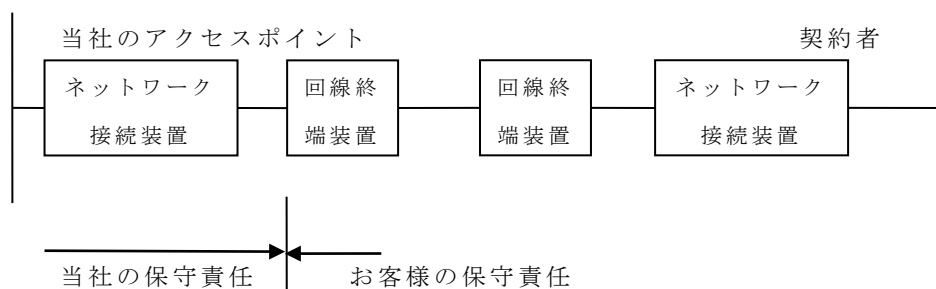 当社のアクセスポイント
契約者
ネットワーク
接続装置
回線終
端装置
回線終
端装置
ネットワーク
接続装置
当社の保守責任
お客様の保守責任